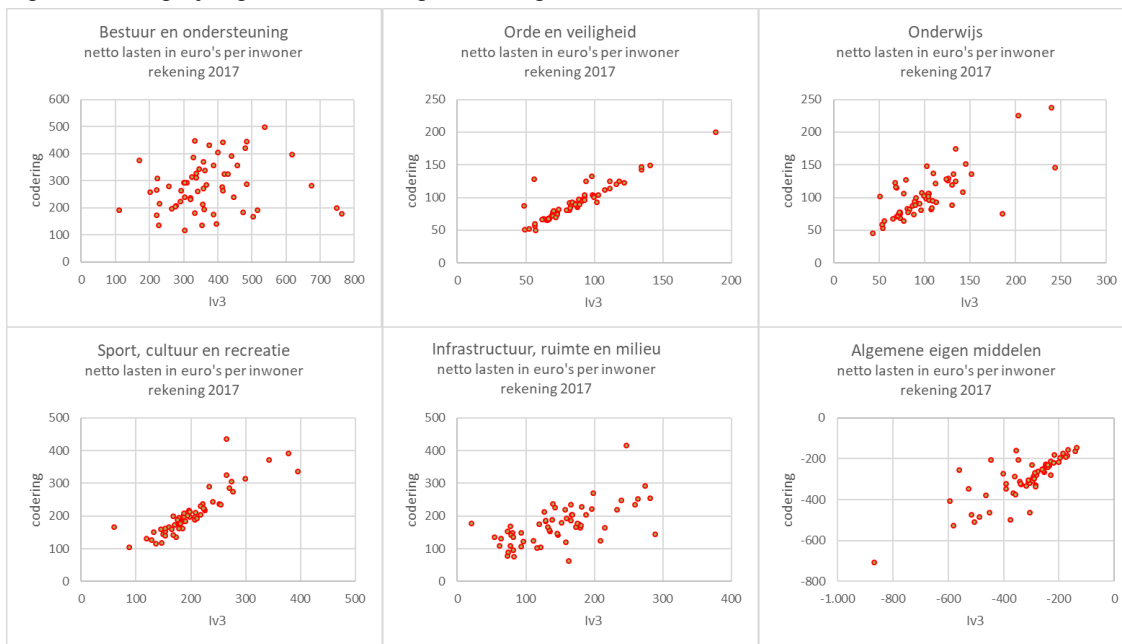 Bestuur en ondersteuning
netto lasten in euro's per inwoner
rekening 2017
600
500
400
300
200
100
0
codering
0 100 200 300 400 500 600 700 800
Iv3
Orde en veiligheid
netto lasten in euro's per inwoner
rekening 2017
250
200
150
100
50
0
codering
0 50 100 150 200
Iv3
Onderwijs
netto lasten in euro's per inwoner
rekening 2017
250
200
150
100
50
0
codering
0 50 100 150 200 250 300
Iv3
Sport, cultuur en recreatie
netto lasten in euro's per inwoner
rekening 2017
500
400
300
200
100
0
codering
0 100 200 300 400 500
Iv3
Infrastructuur, ruimte en milieu
netto lasten in euro's per inwoner
rekening 2017
500
400
300
200
100
0
codering
0 100 200 300 400
Iv3
Algemene eigen middelen
netto lasten in euro's per inwoner
rekening 2017
0
-200
-400
-600
-800
codering
-1.000 -800 -600 -400 -200 0
Iv3